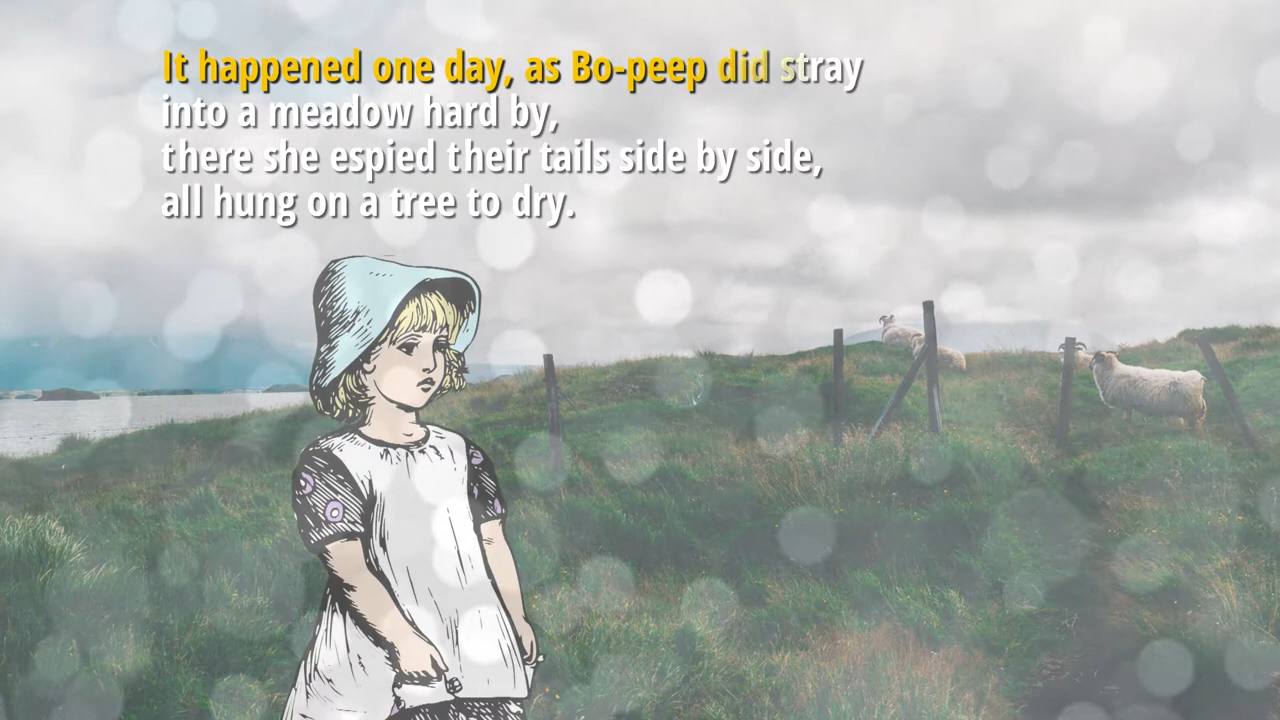 It happened one day, as Bo-peep did stray
into a meadow hard by,
there she espied their tails side by side,
all hung on a tree to dry.